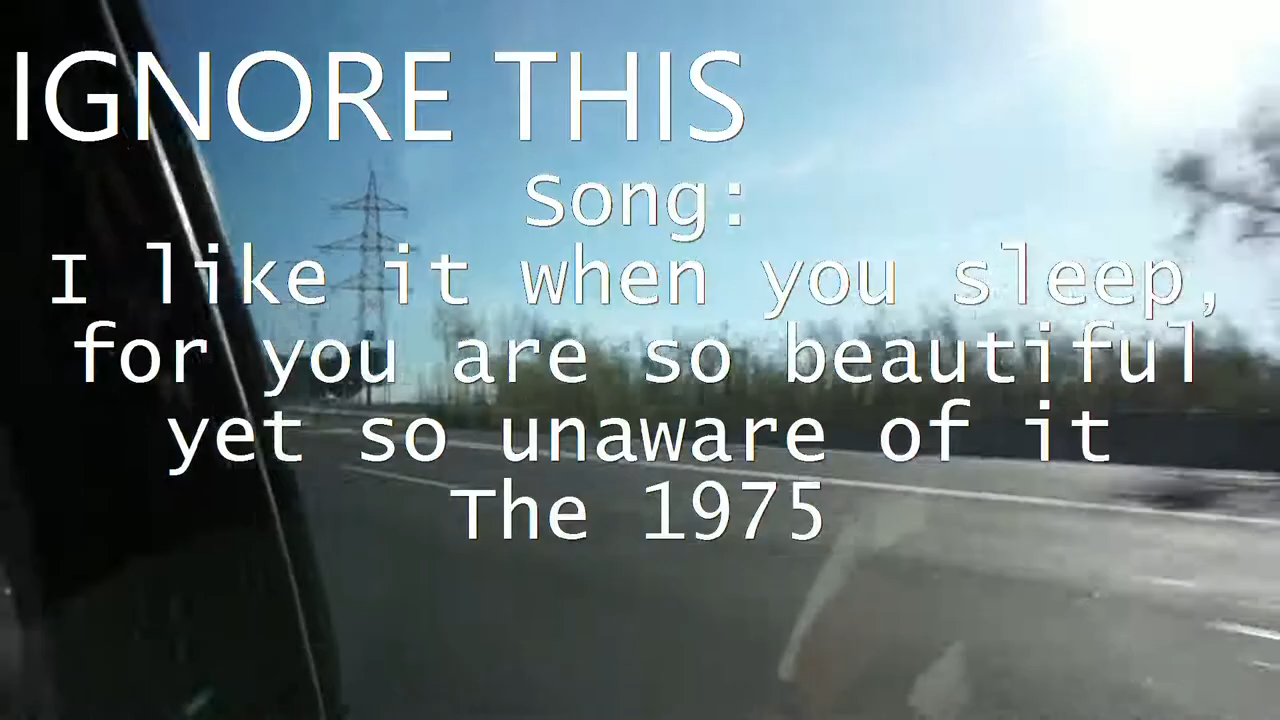 IGNORE THIS
Song:
I like it when you sleep,
for you are so beautiful
yet so unaware of it
The 1975